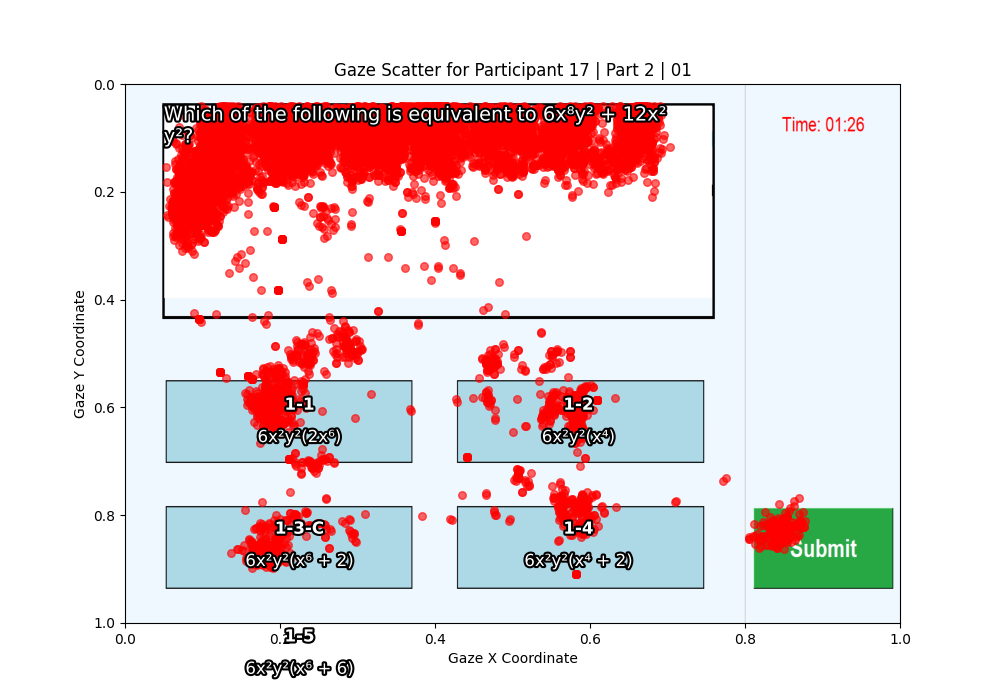 Gaze Scatter for Participant 17 | Part 2 | 01
Which of the following is equivalent to 6x⁸y² + 12x²
y²?
Time: 01:26
0.0
0.2
0.4
0.6
0.8
1.0
Gaze Y Coordinate
1-1
6x²y²(2x⁶)
1-2
6x²y²(x⁴)
1-3-C
6x²y²(x⁶ + 2)
1-4
6x²y²(x⁴ + 2)
Submit
0.0
0.2
0.4
0.6
0.8
1.0
Gaze X Coordinate
1-5
6x²y²(x⁶ + 6)